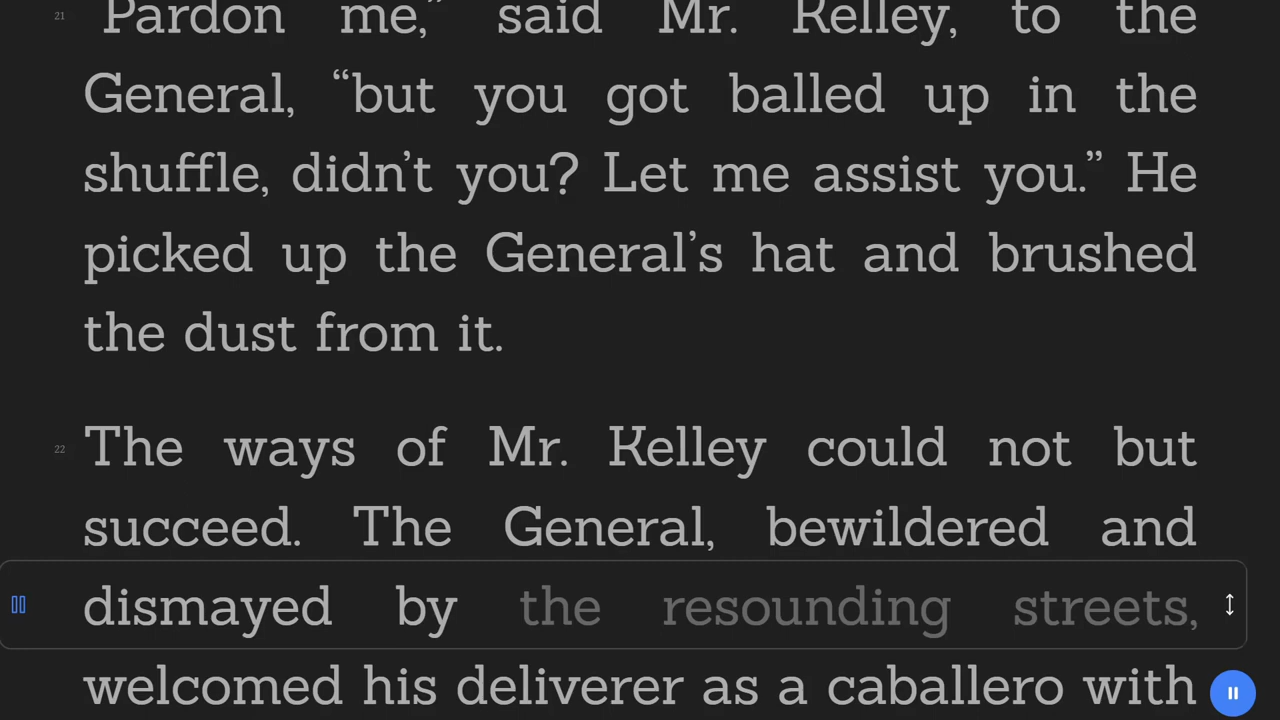 21
Pardon me,” said Mr. Kelley, to the
General, “but you got balled up in the
shuffle, didn’t you? Let me assist you.” He
picked up the General’s hat and brushed
the dust from it.
22
The ways of Mr. Kelley could not but
succeed. The General, bewildered and
dismayed by the resounding streets,
welcomed his deliverer as a caballero with